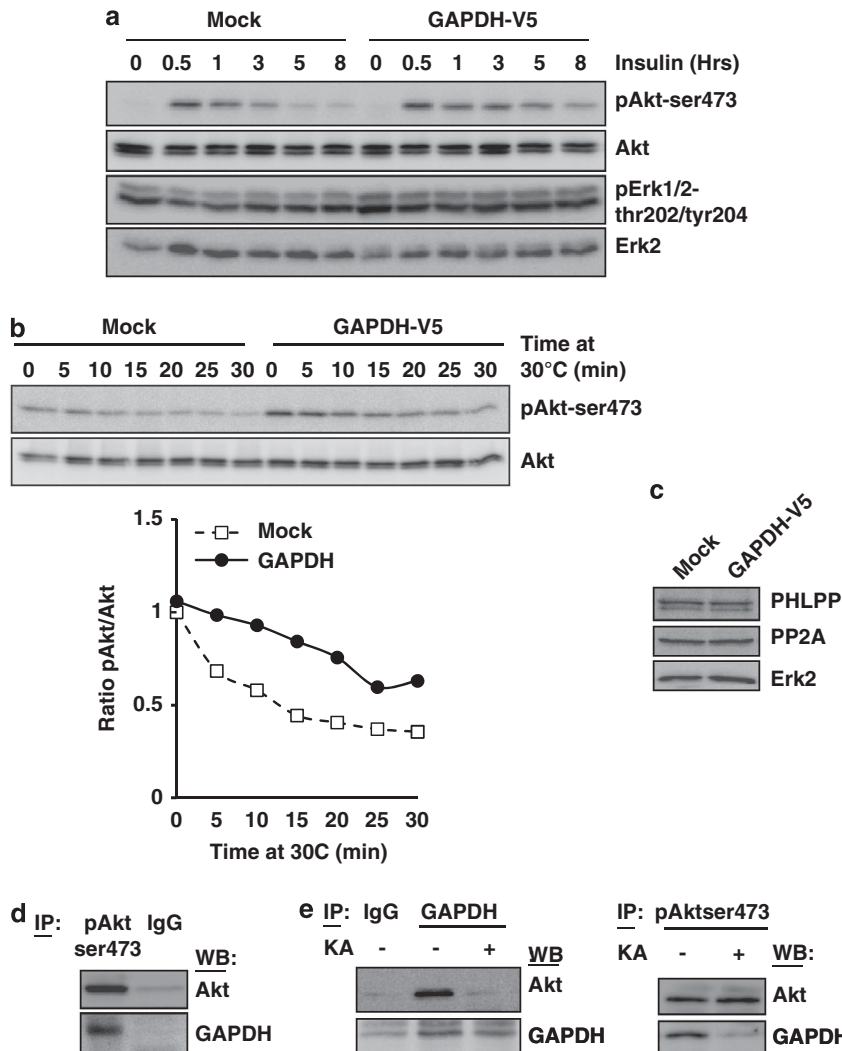 a
Mock GAPDH-V5
0 0.5 1 3 5 8 0 0.5 1 3 5 8 Insulin (Hrs)
pAkt-ser473
Akt
pErk1/2-
thr202/tyr204
Erk2
b
Mock GAPDH-V5
Time at
0 5 10 15 20 25 30 0 5 10 15 20 25 30 30°C (min)
pAkt-ser473
Akt
1.5
1
0.5
0
Ratio pAkt/Akt
Mock
GAPDH
0 5 10 15 20 25 30
Time at 30C (min)
c
Mock GAPDH-V5
PHLPP
PP2A
Erk2
d
IP: pAkt IgG
ser473
WB:
Akt
GAPDH
e
IP: IgG GAPDH
KA - - + WB
Akt
GAPDH
IP: pAktser473
KA - + WB:
Akt
GAPDH